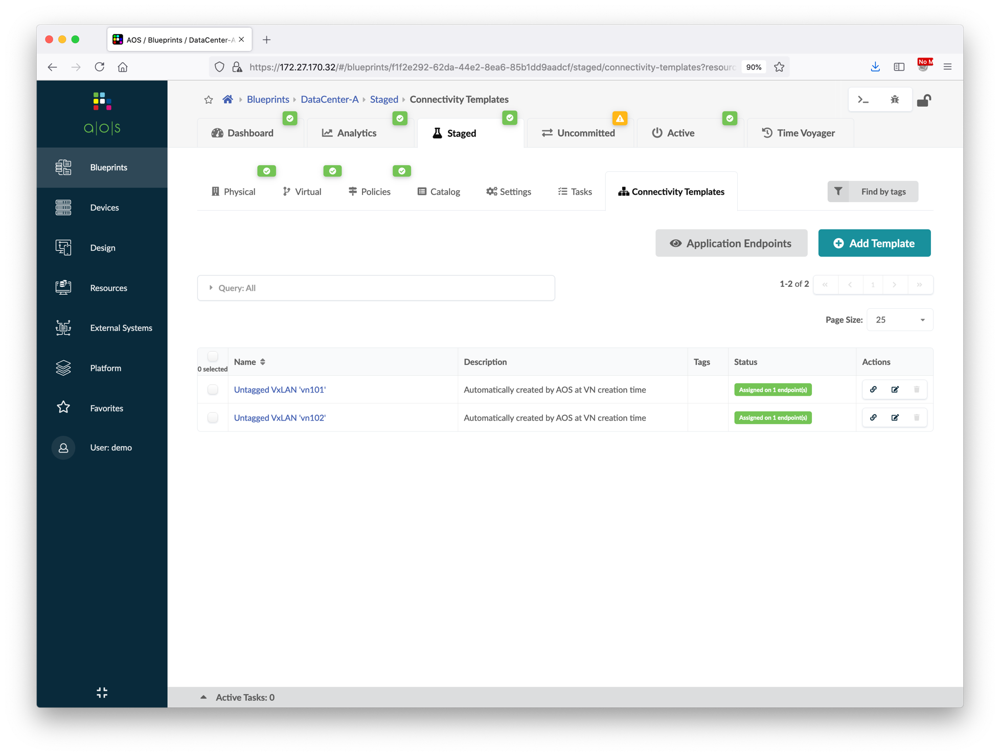 AOS / Blueprints / DataCenter-A
https://172.27.170.32/#/blueprints/f1f2e292-62da-44e2-8ea6-85b1dd9aadcf/staged/connectivity-templates?resourc
90%
No M
a|o|s
Blueprints
Devices
Design
Resources
External Systems
Platform
Favorites
User: demo
Blueprints DataCenter-A Staged Connectivity Templates
Dashboard Analytics Staged Uncommitted Active Time Voyager
Physical Virtual Policies Catalog Settings Tasks Connectivity Templates Find by tags
Application Endpoints Add Template
Query: All
1-2 of 2 « < 1 > »
Page Size: 25
0 selected Name Description Tags Status Actions
Untagged VxLAN 'vn101' Automatically created by AOS at VN creation time Assigned on 1 endpoint(s)
Untagged VxLAN 'vn102' Automatically created by AOS at VN creation time Assigned on 1 endpoint(s)
Active Tasks: 0